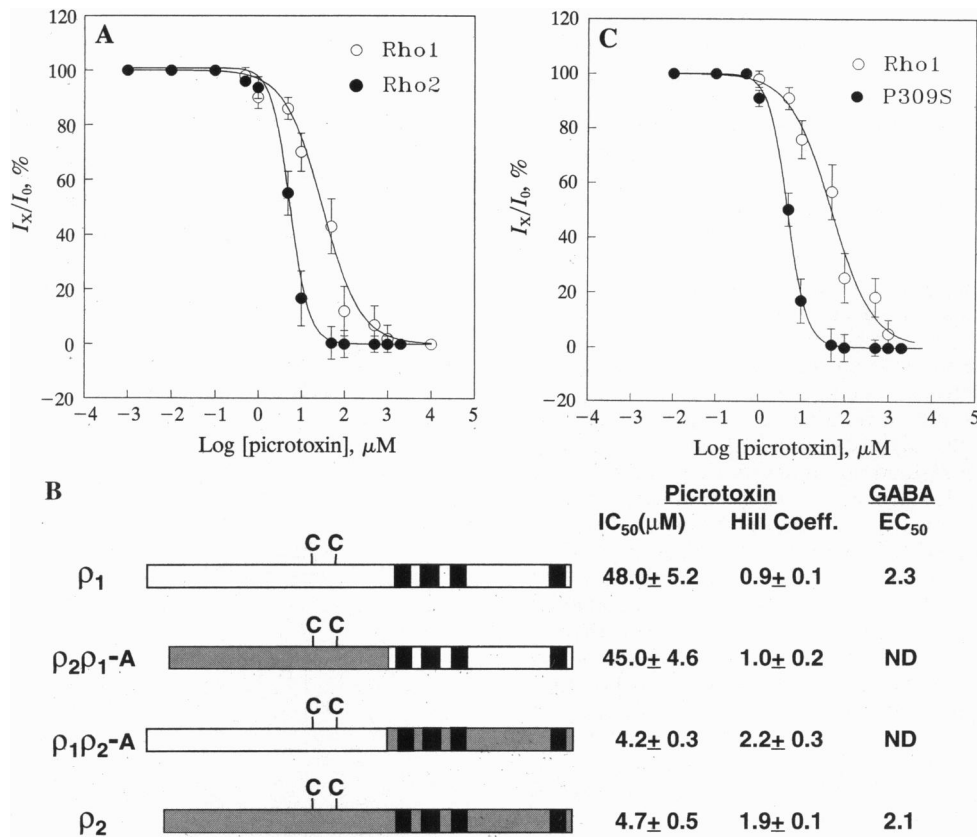 A
Rho1
Rho2
120
100
80
60
40
20
0
−20
I_X/I_0, %
−3 −2 −1 0 1 2 3 4 5
Log [picrotoxin], μM
C
Rho1
P309S
120
100
80
60
40
20
0
−20
I_X/I_0, %
−3 −2 −1 0 1 2 3 4 5
Log [picrotoxin], μM
B
Picrotoxin GABA
IC₅₀(μM) Hill Coeff. EC₅₀
C C
ρ₁ 48.0± 5.2 0.9± 0.1 2.3
C C
ρ₂ρ₁-A 45.0± 4.6 1.0± 0.2 ND
C C
ρ₁ρ₂-A 4.2± 0.3 2.2± 0.3 ND
C C
ρ₂ 4.7± 0.5 1.9± 0.1 2.1